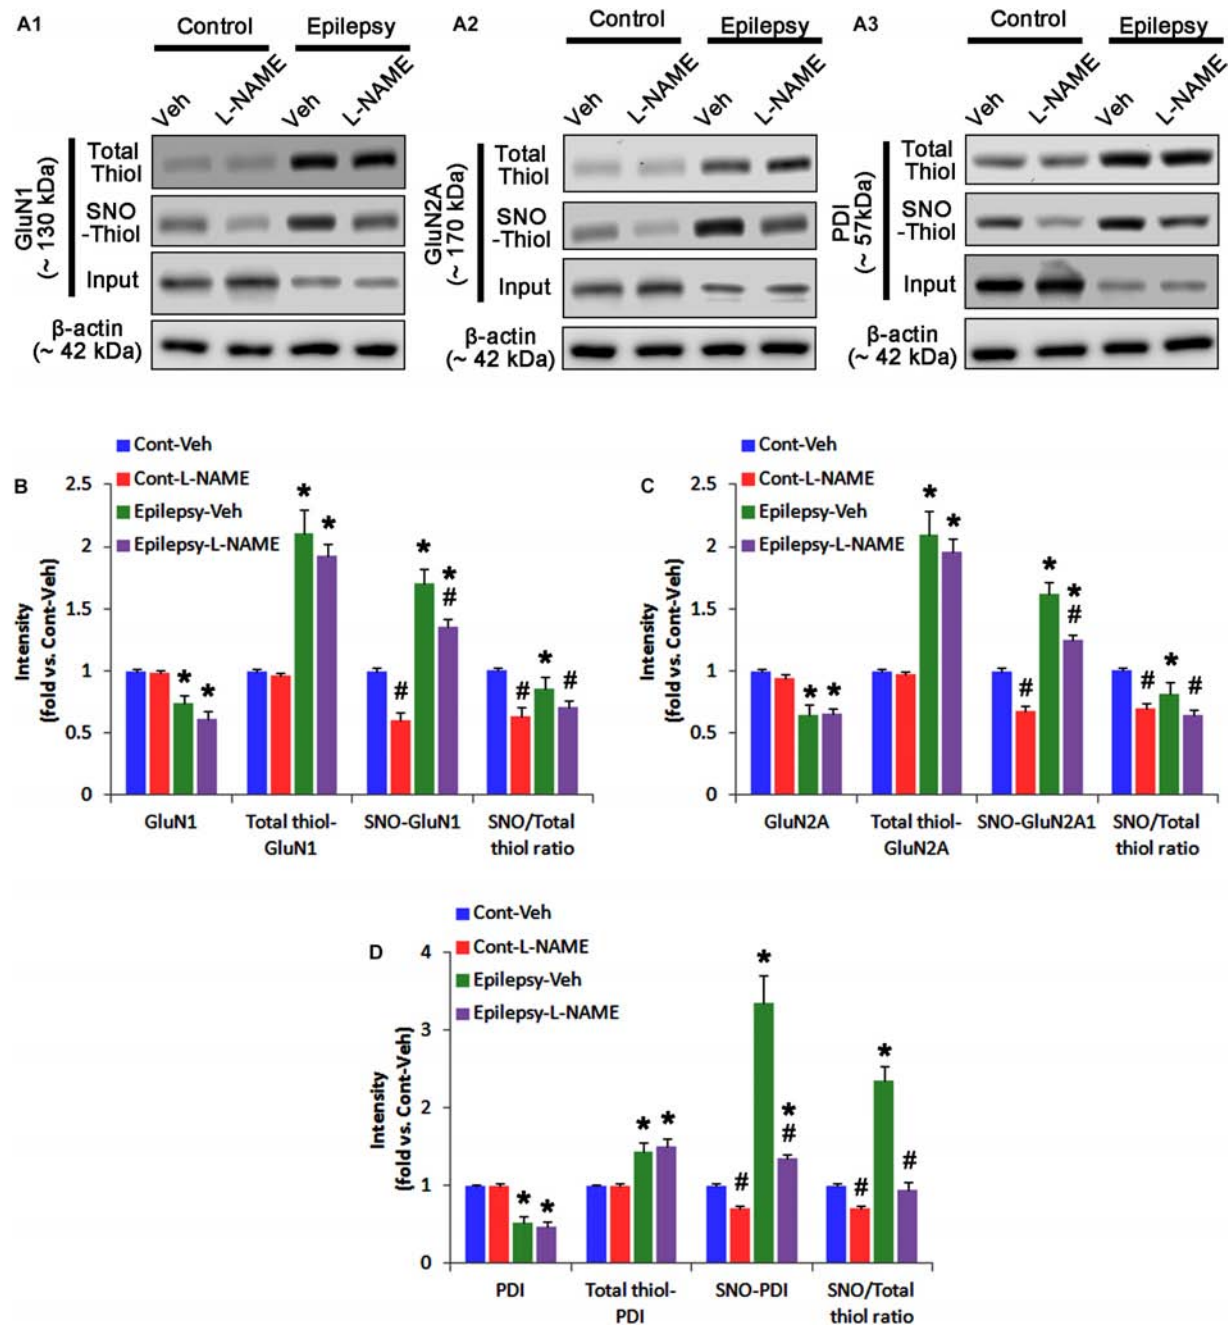 A1
Control
Epilepsy
Veh
L-NAME
Veh
L-NAME
GluN1
(~ 130 kDa)
Total
Thiol
SNO
-Thiol
Input
β-actin
(~ 42 kDa)
A2
Control
Epilepsy
Veh
L-NAME
Veh
L-NAME
GluN2A
(~ 170 kDa)
Total
Thiol
SNO
-Thiol
Input
β-actin
(~ 42 kDa)
A3
Control
Epilepsy
Veh
L-NAME
Veh
L-NAME
PDI
(~ 57kDa)
Total
Thiol
SNO
-Thiol
Input
β-actin
(~ 42 kDa)
B
Cont-Veh
Cont-L-NAME
Epilepsy-Veh
Epilepsy-L-NAME
Intensity
(fold vs. Cont-Veh)
2.5
2
1.5
1
0.5
0
* * * * * * # * # # * #
GluN1
Total thiol-
GluN1
SNO-GluN1
SNO/Total
thiol ratio
C
Cont-Veh
Cont-L-NAME
Epilepsy-Veh
Epilepsy-L-NAME
Intensity
(fold vs. Cont-Veh)
2.5
2
1.5
1
0.5
0
* * * * # * * # # * #
GluN2A
Total thiol-
GluN2A
SNO-GluN2A1
SNO/Total
thiol ratio
D
Cont-Veh
Cont-L-NAME
Epilepsy-Veh
Epilepsy-L-NAME
Intensity
(fold vs. Cont-Veh)
4
3
2
1
0
* * * * # * * # # * #
PDI
Total thiol-
PDI
SNO-PDI
SNO/Total
thiol ratio